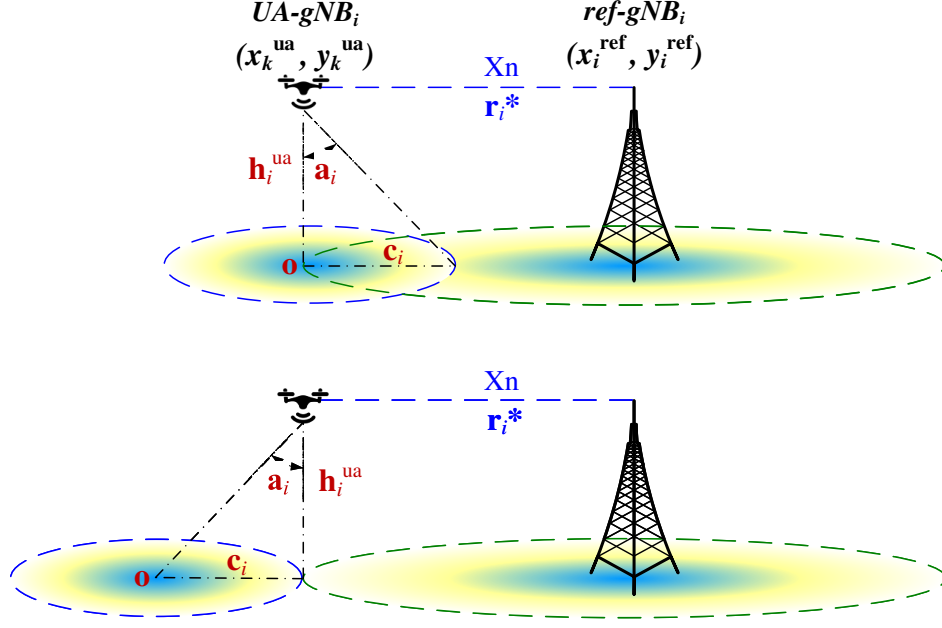 UA-gNBᵢ ref-gNBᵢ
(xₖᵘᵃ, yₖᵘᵃ) (xᵢʳᵉᶠ, yᵢʳᵉᶠ)
Xn
rᵢ*
hᵢᵘᵃ aᵢ
cᵢ
o
Xn
rᵢ*
aᵢ hᵢᵘᵃ
cᵢ
o